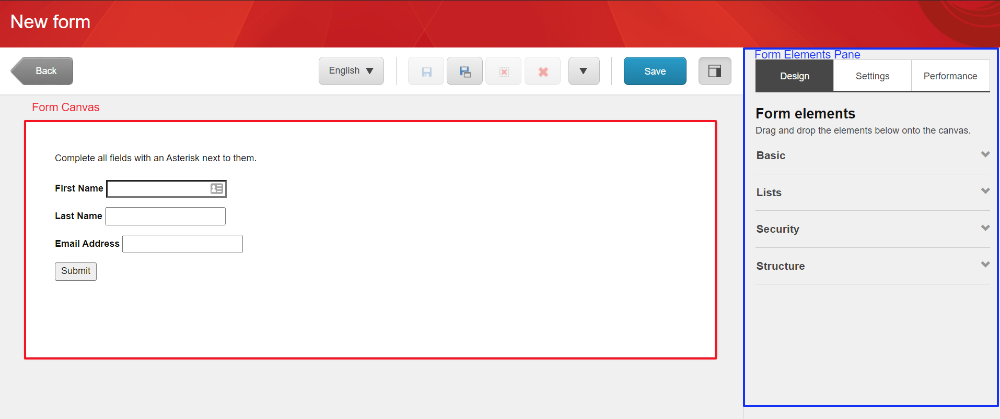 New form
Back
English
Save
Form Canvas
Complete all fields with an Asterisk next to them.
First Name
Last Name
Email Address
Submit
Form Elements Pane
Design Settings Performance
Form elements
Drag and drop the elements below onto the canvas.
Basic
Lists
Security
Structure